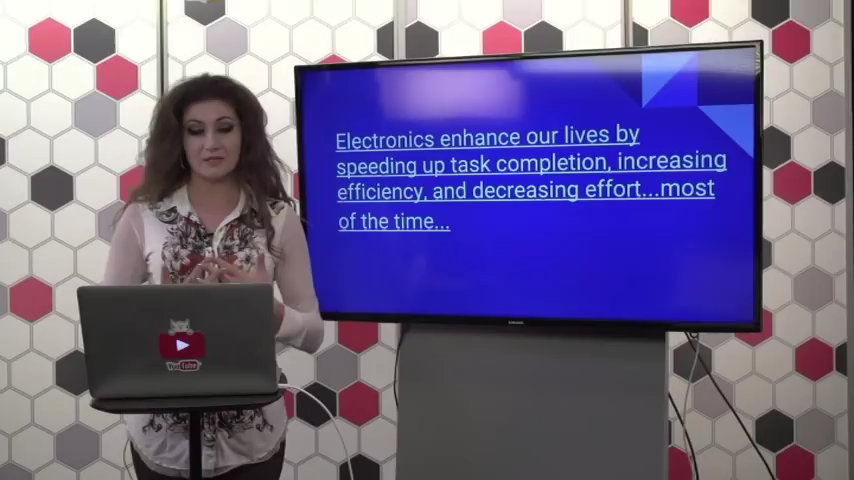 Electronics enhance our lives by
speeding up task completion, increasing
efficiency, and decreasing effort...most
of the time...
YouTube